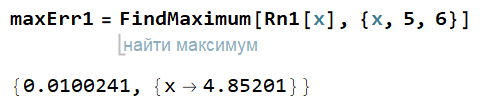 maxErr1 = FindMaximum[Rn1[x], {x, 5, 6}]
найти максимум
{0.0100241, {x → 4.85201}}